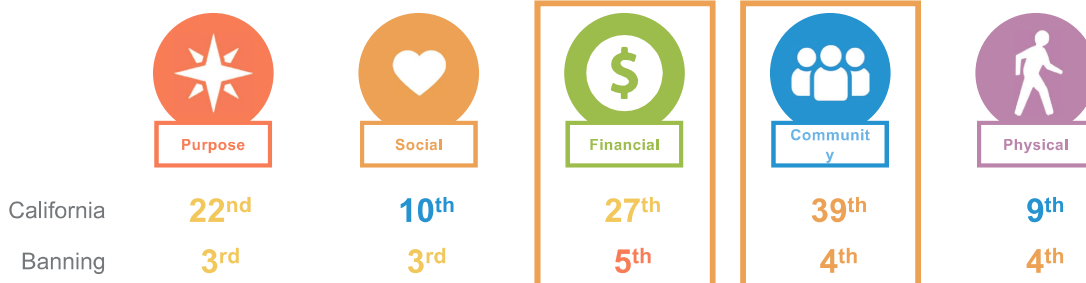 $
Purpose
Social
Financial
Communit
y
Physical
California 22nd 10th 27th 39th 9th
Banning 3rd 3rd 5th 4th 4th